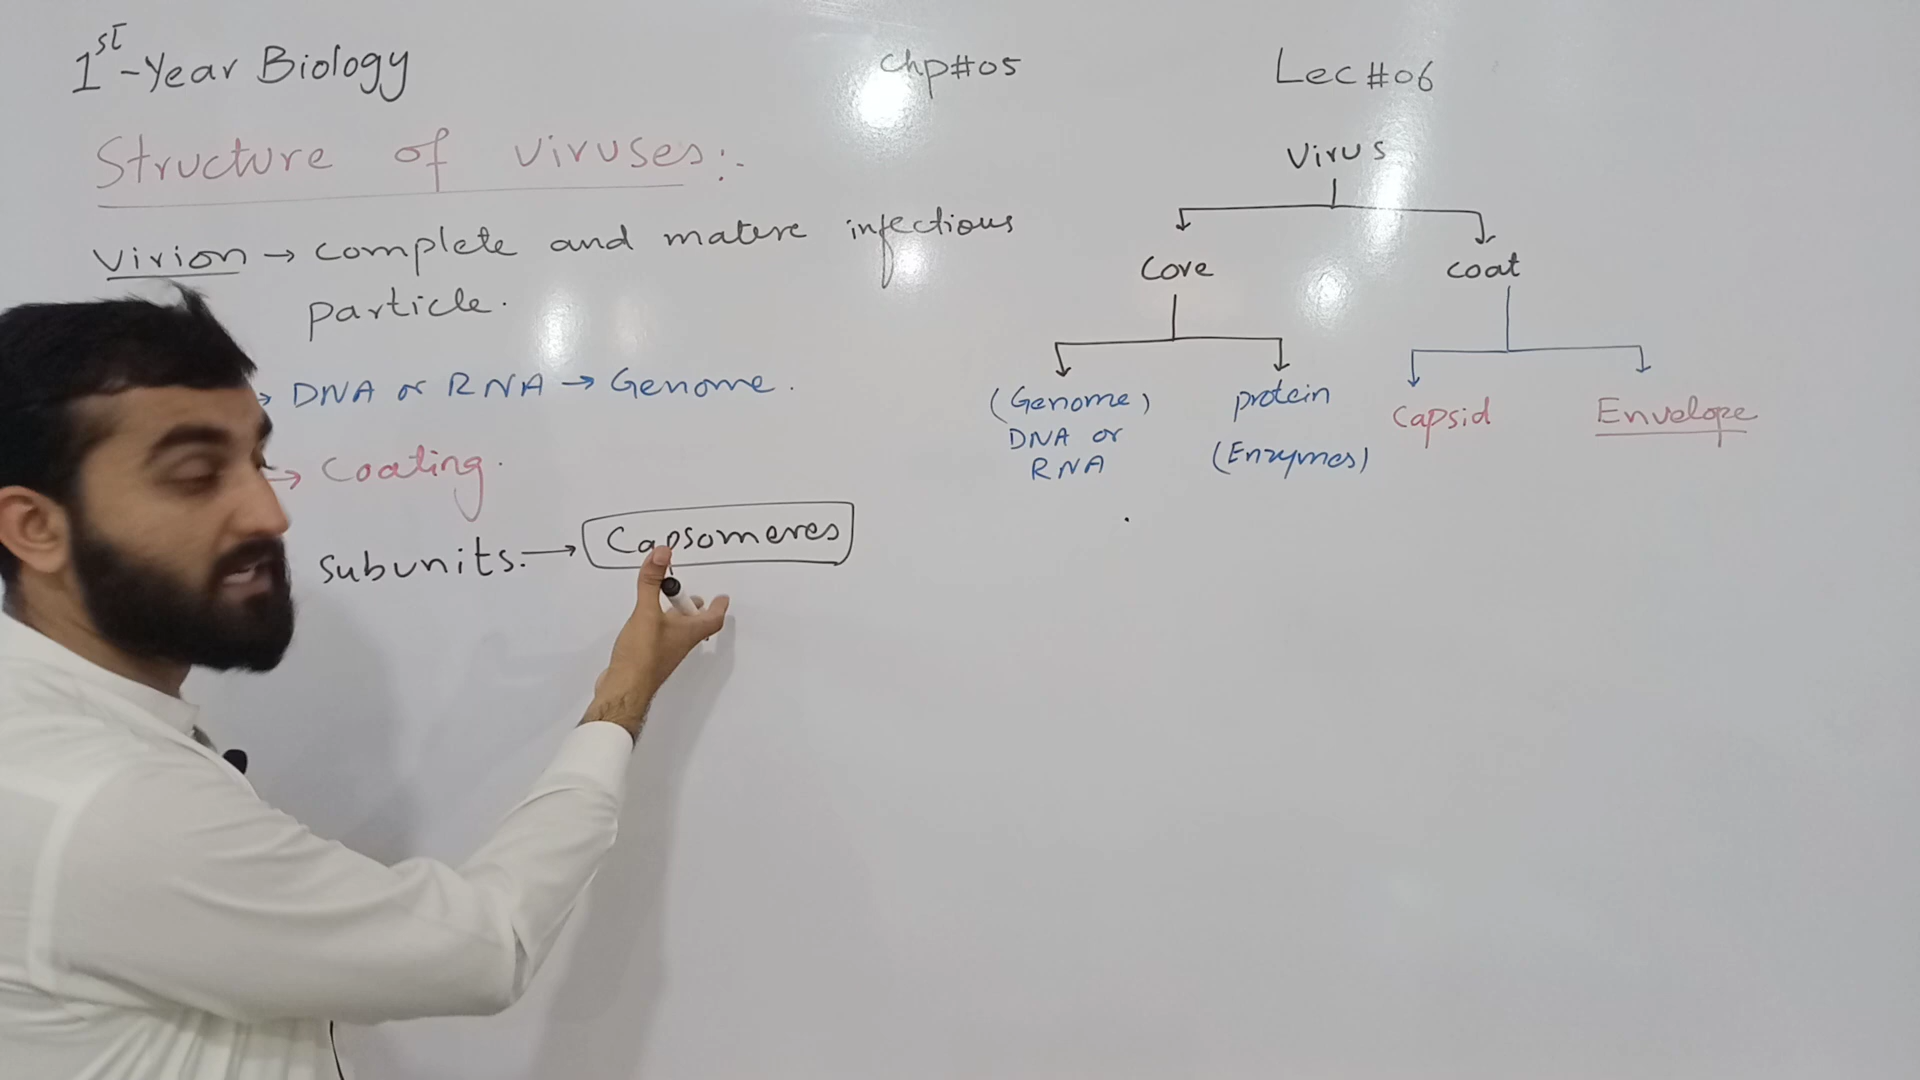 1st-Year Biology
Chp#05
Lec#06
Structure of Viruses:-
Virion → complete and mature infectious
particle.
→ DNA or RNA → Genome.
→ Coating.
subunits. → Capsomeres
Virus
Core
coat
(Genome)
DNA or
RNA
protein
(Enzymes)
Capsid
Envelope